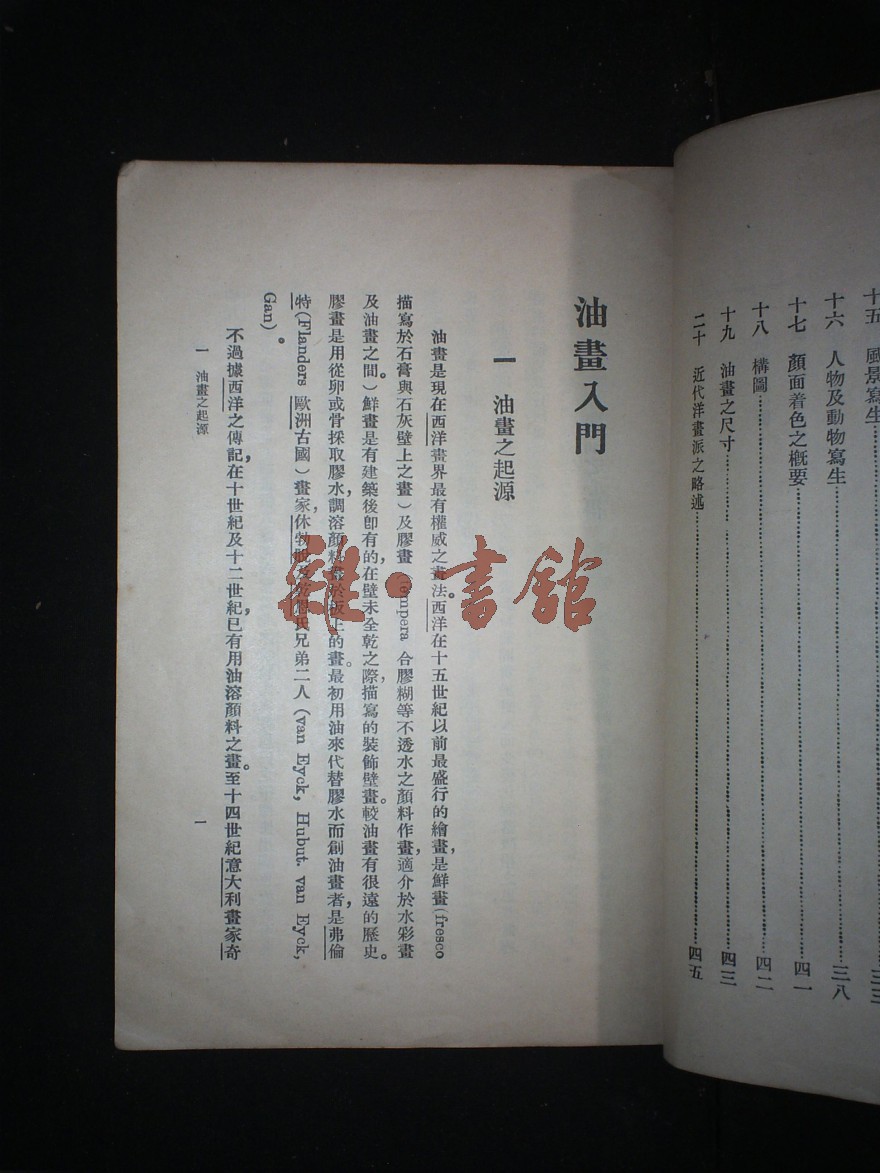 十五　風景寫生……三三
十六　人物及動物寫生……三八
十七　顏面着色之概要……四一
十八　構圖……四二
十九　油畫之尺寸……四三
二十　近代洋畫派之略述……四五
油畫入門
一　油畫之起源
油畫是現在西洋畫界最有權威之畫法。西洋在十五世紀以前最盛行的繪畫，是鮮畫(fresco
描寫於石膏與石灰壁上之畫）及膠畫(tempera 合膠糊等不透水之顏料作畫，適介於水彩畫
及油畫之間）鮮畫是有建築後卽有的，在壁未全乾之際，描寫的裝飾壁畫。較油畫有很遠的歷史。
膠畫是用從卵或骨採取膠水，調溶顏料畫於板上的畫。最初用油來代替膠水而創油畫者，是弗倫
特(Flanders 歐洲古國）畫家，休物 兄弟二人 (van Eyck, Hubut. van Eyck,
Gan)。
不過據西洋之傳記，在十世紀及十二世紀，已有用油溶顏料之畫。至十四世紀，意大利畫家奇
一　油畫之起源
一
雜·書館